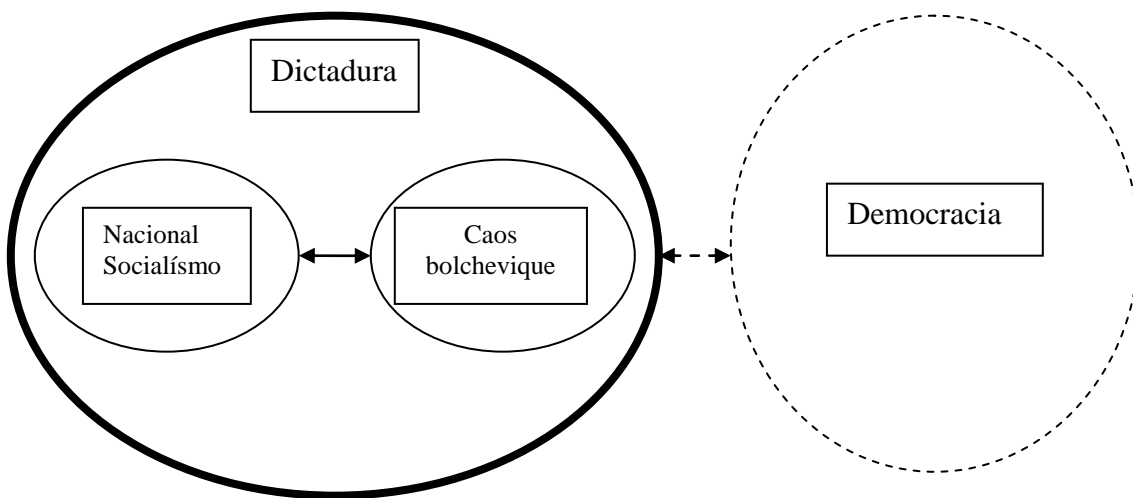 Dictadura
Nacional
Socialísmo
Caos
bolchevique
Democracia